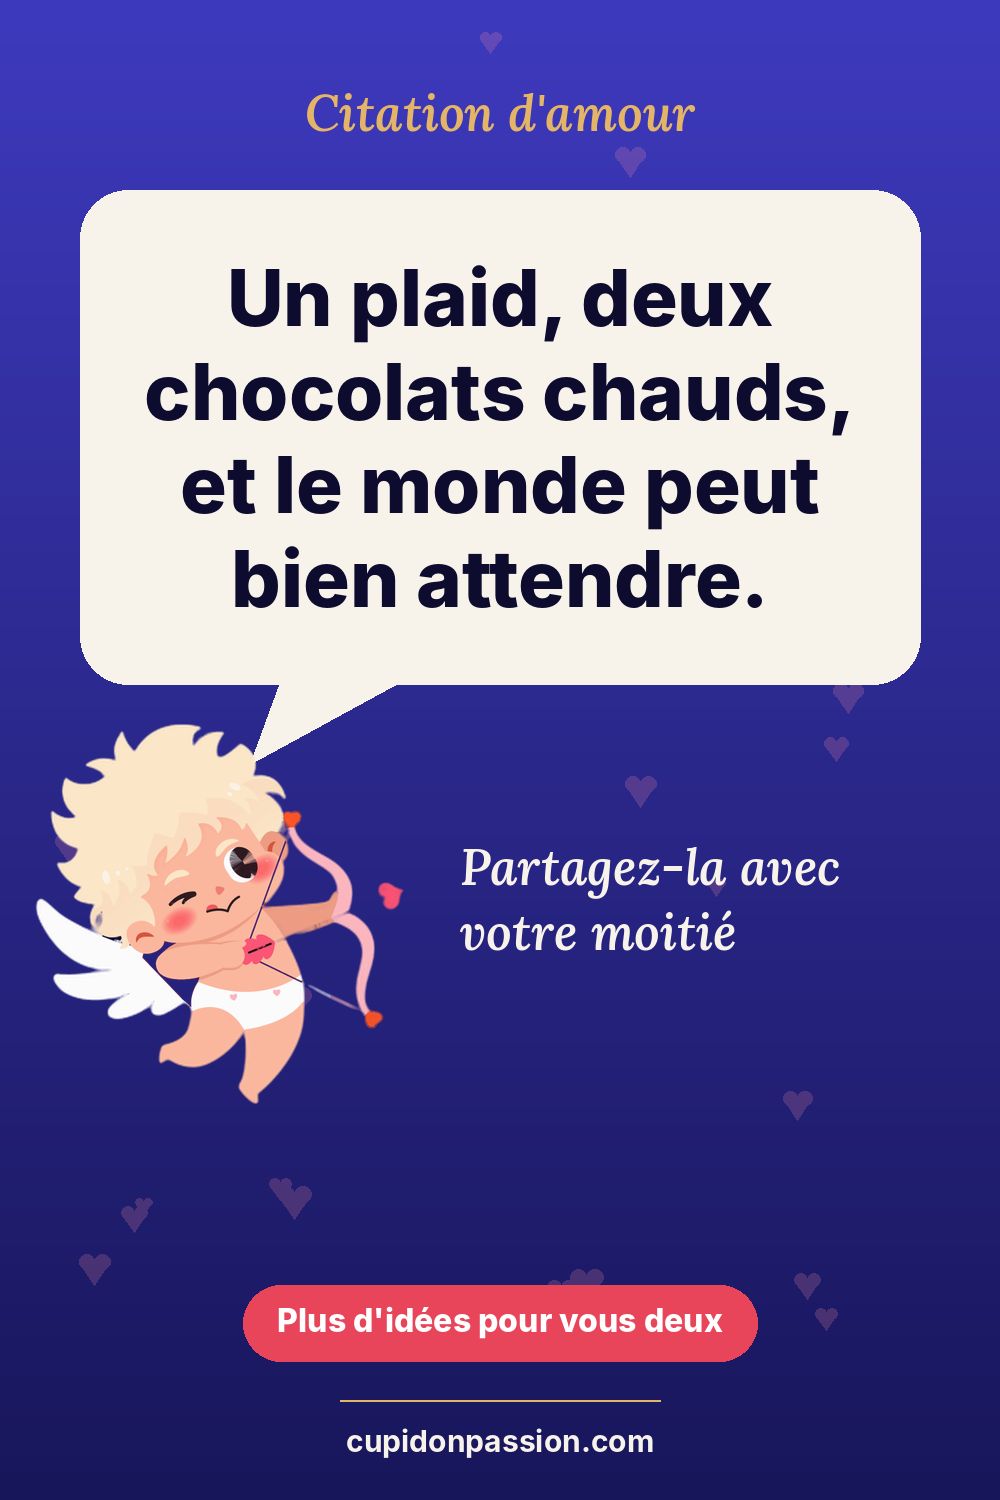 Citation d'amour
Un plaid, deux
chocolats chauds,
et le monde peut
bien attendre.
Partagez-la avec
votre moitié
Plus d'idées pour vous deux
cupidonpassion.com